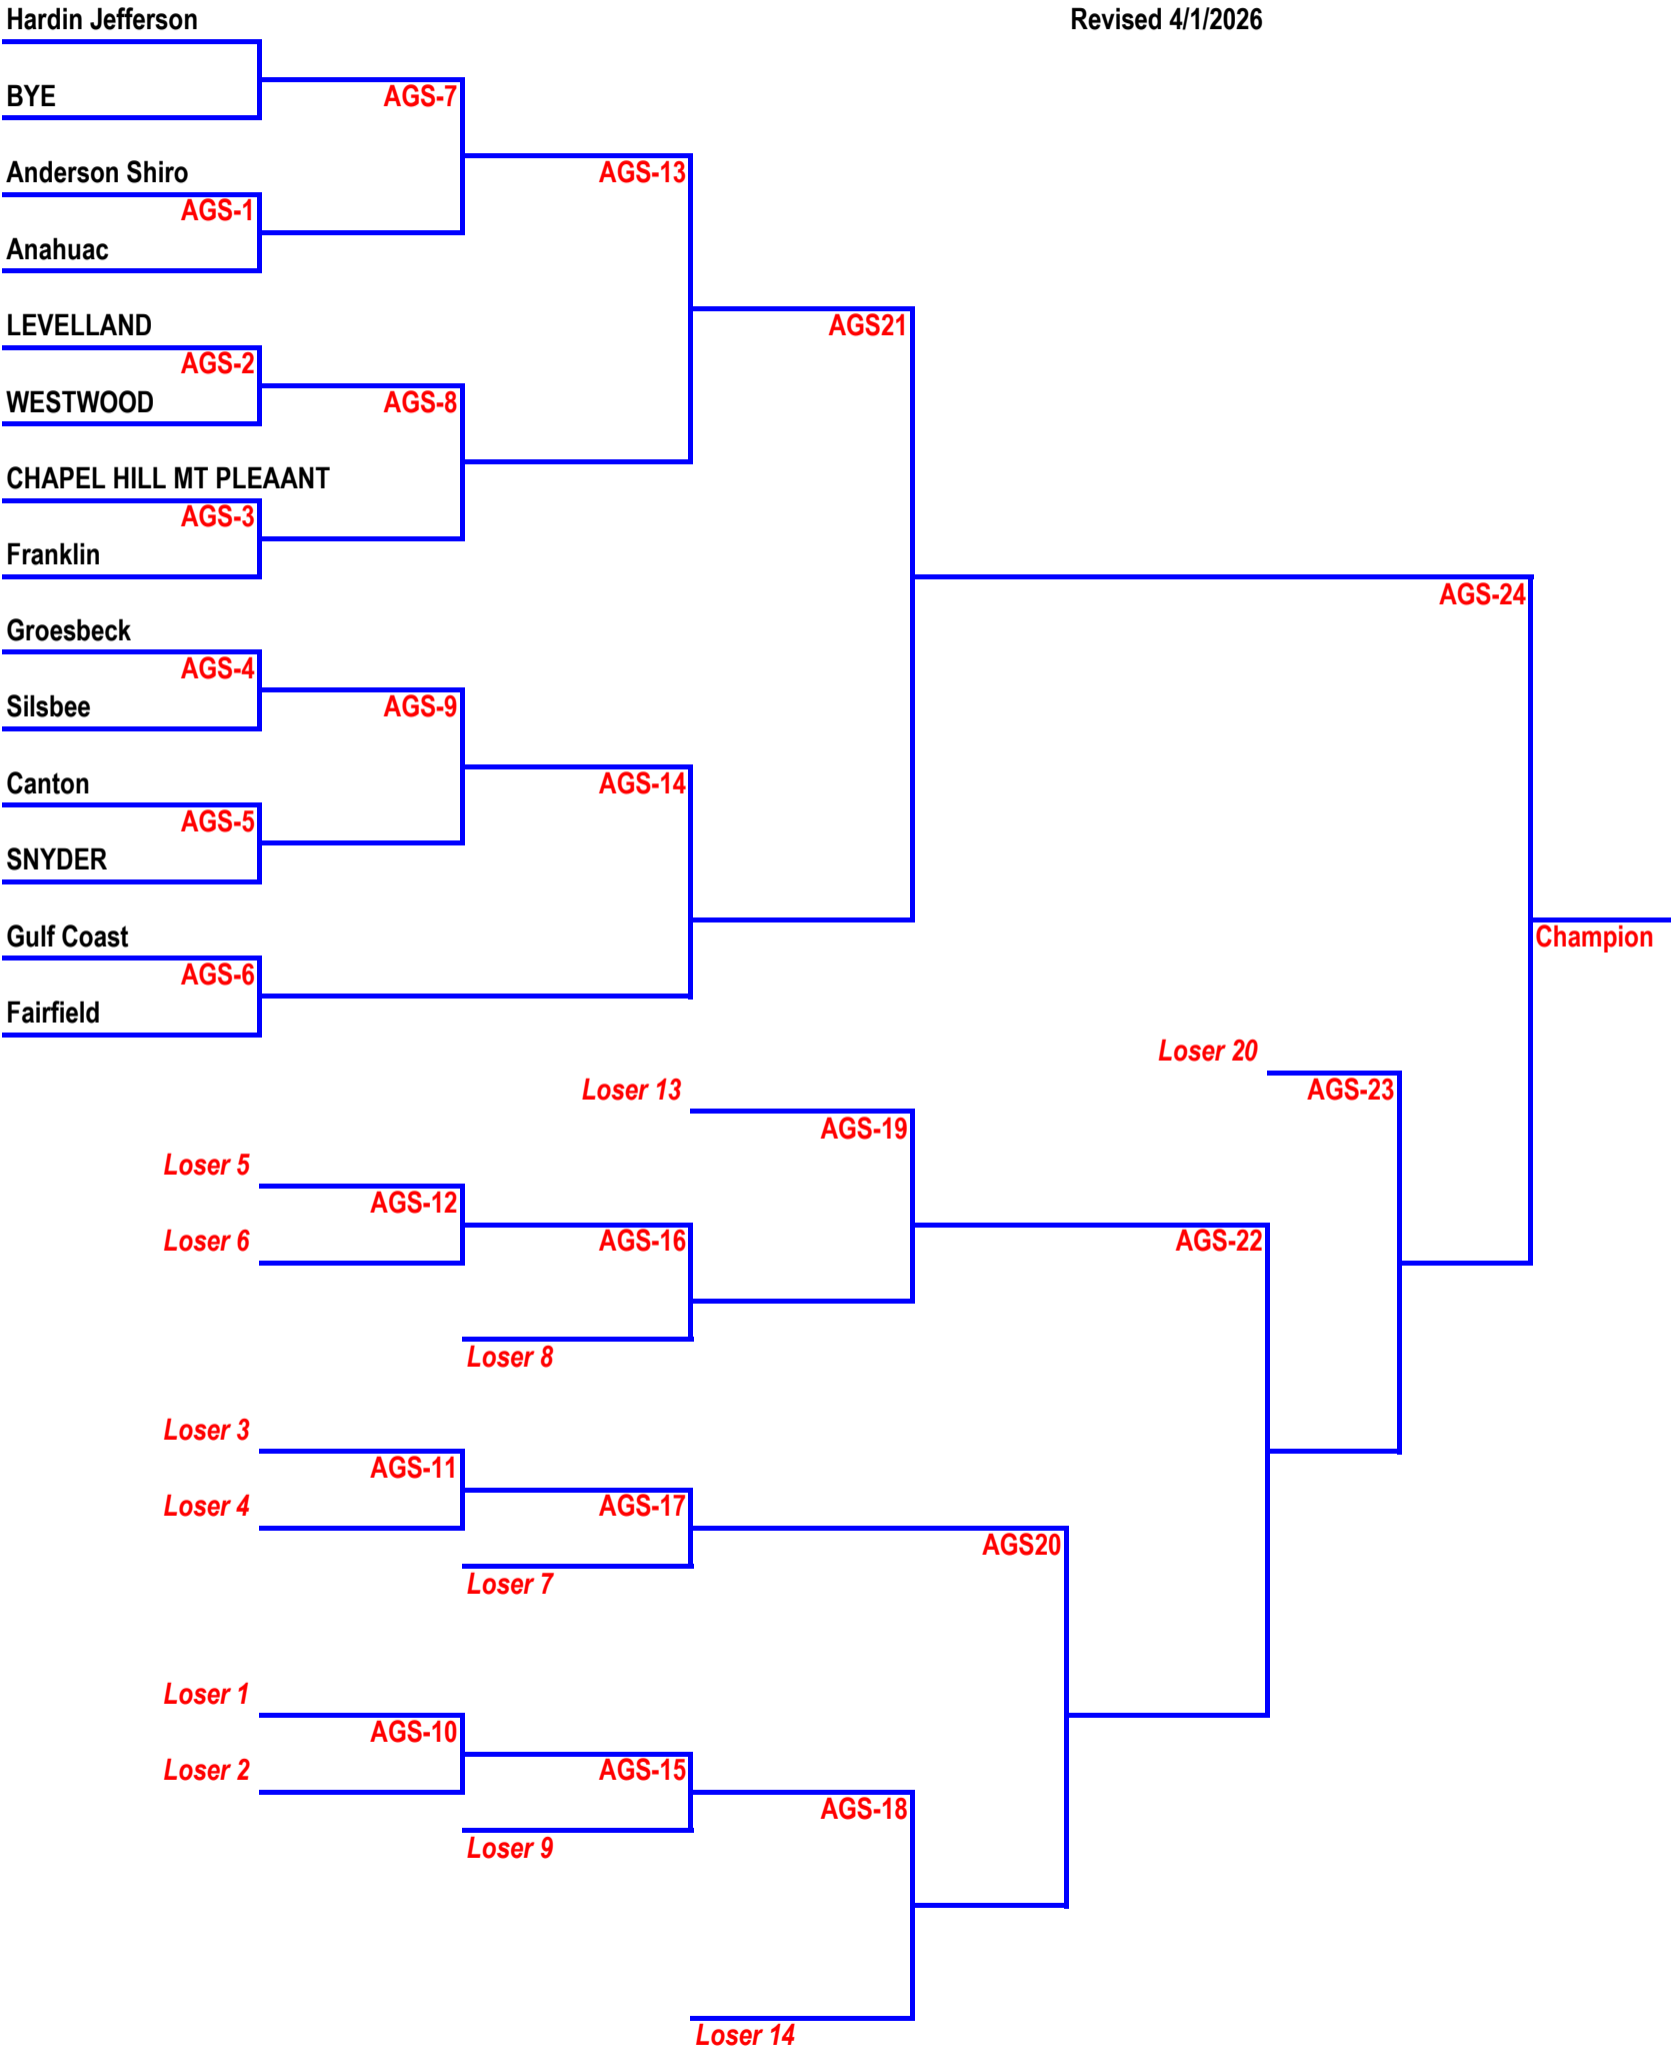 Hardin Jefferson
Revised 4/1/2026
BYE
AGS-7
Anderson Shiro
AGS-13
AGS-1
Anahuac
LEVELLAND
AGS21
AGS-2
WESTWOOD
AGS-8
CHAPEL HILL MT PLEAANT
AGS-3
Franklin
AGS-24
Groesbeck
AGS-4
Silsbee
AGS-9
Canton
AGS-14
AGS-5
SNYDER
Gulf Coast
Champion
AGS-6
Fairfield
Loser 20
Loser 13
AGS-23
AGS-19
Loser 5
AGS-12
Loser 6
AGS-16
AGS-22
Loser 8
Loser 3
AGS-11
Loser 4
AGS-17
AGS20
Loser 7
Loser 1
AGS-10
Loser 2
AGS-15
AGS-18
Loser 9
Loser 14